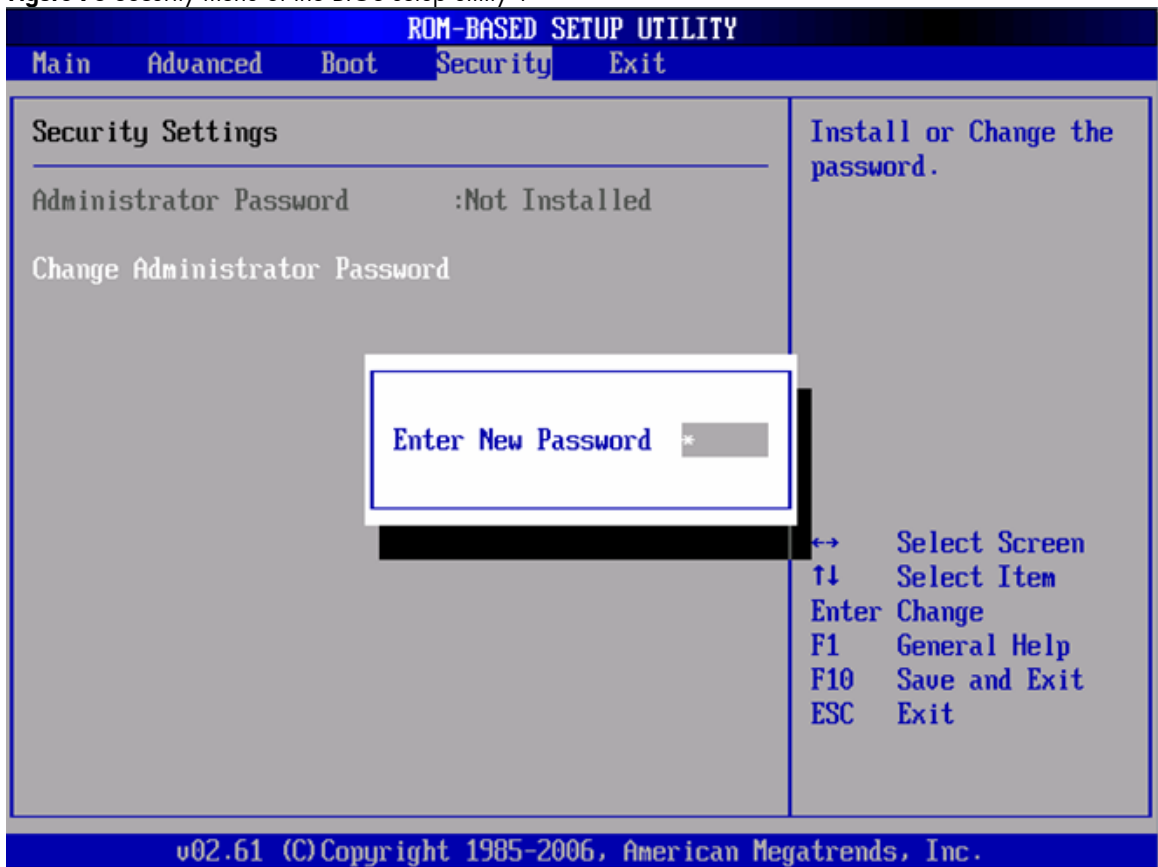 ROM-BASED SETUP UTILITY
Main Advanced Boot Security Exit
Security Settings
Administrator Password :Not Installed
Change Administrator Password
Enter New Password *
Install or Change the
password.
←→ Select Screen
↑↓ Select Item
Enter Change
F1 General Help
F10 Save and Exit
ESC Exit
v02.61 (C)Copyright 1985-2006, American Megatrends, Inc.